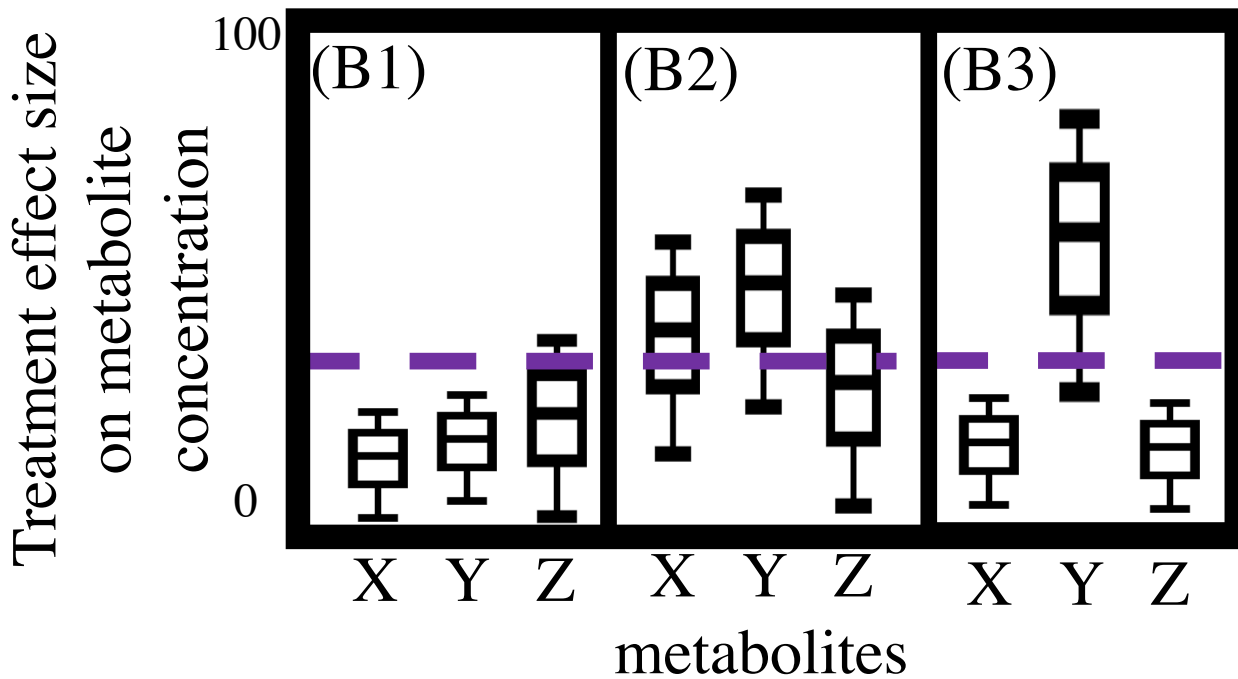 Treatment effect size
on metabolite
concentration
100
0
(B1)
(B2)
(B3)
X Y Z X Y Z X Y Z
metabolites